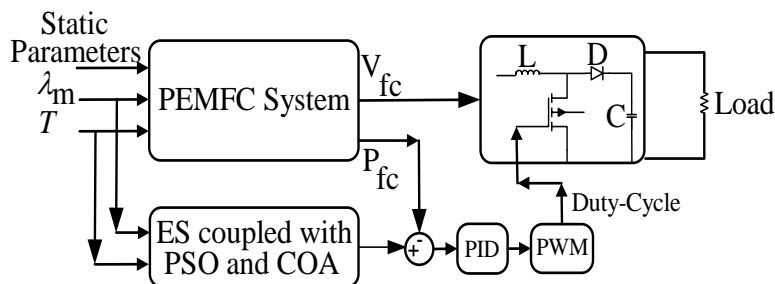 Static
Parameters
λm
T
PEMFC System
Vfc
Pfc
L
D
C
Load
Duty-Cycle
ES coupled with
PSO and COA
+
-
PID
PWM